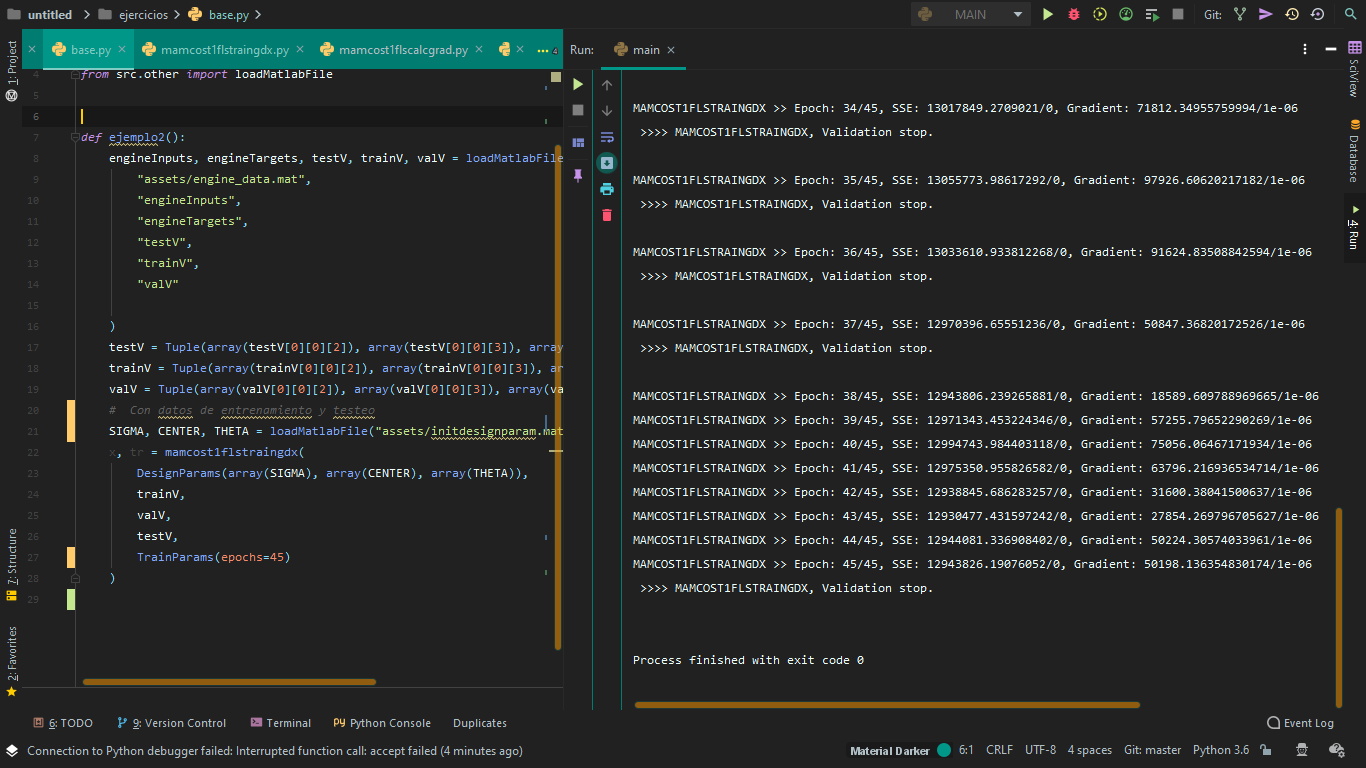 untitled ejercicios base.py
MAIN
Git:
base.py mamcost1flstraingdx.py mamcost1flscalcgrad.py 4
Run: main
1: Project
7: Structure
2: Favorites
4 from src.other import loadMatlabFile
5
6
7 def ejemplo2():
8 engineInputs, engineTargets, testV, trainV, valV = loadMatlabFile
9 "assets/engine_data.mat",
10 "engineInputs",
11 "engineTargets",
12 "testV",
13 "trainV",
14 "valV"
15
16 )
17 testV = Tuple(array(testV[0][0][2]), array(testV[0][0][3]), array
18 trainV = Tuple(array(trainV[0][0][2]), array(trainV[0][0][3]), ar
19 valV = Tuple(array(valV[0][0][2]), array(valV[0][0][3]), array(va
20 # Con datos de entrenamiento y testeo
21 SIGMA, CENTER, THETA = loadMatlabFile("assets/initdesignparam.mat
22 x, tr = mamcost1flstraingdx(
23 DesignParams(array(SIGMA), array(CENTER), array(THETA)),
24 trainV,
25 valV,
26 testV,
27 TrainParams(epochs=45)
28 )
29
MAMCOST1FLSTRAINGDX >> Epoch: 34/45, SSE: 13017849.2709021/0, Gradient: 71812.34955759994/1e-06
>>>> MAMCOST1FLSTRAINGDX, Validation stop.
MAMCOST1FLSTRAINGDX >> Epoch: 35/45, SSE: 13055773.98617292/0, Gradient: 97926.60620217182/1e-06
>>>> MAMCOST1FLSTRAINGDX, Validation stop.
MAMCOST1FLSTRAINGDX >> Epoch: 36/45, SSE: 13033610.933812268/0, Gradient: 91624.83508842594/1e-06
>>>> MAMCOST1FLSTRAINGDX, Validation stop.
MAMCOST1FLSTRAINGDX >> Epoch: 37/45, SSE: 12970396.65551236/0, Gradient: 50847.36820172526/1e-06
>>>> MAMCOST1FLSTRAINGDX, Validation stop.
MAMCOST1FLSTRAINGDX >> Epoch: 38/45, SSE: 12943806.239265881/0, Gradient: 18589.609788969665/1e-06
MAMCOST1FLSTRAINGDX >> Epoch: 39/45, SSE: 12971343.453224346/0, Gradient: 57255.79652290269/1e-06
MAMCOST1FLSTRAINGDX >> Epoch: 40/45, SSE: 12994743.984403118/0, Gradient: 75056.06467171934/1e-06
MAMCOST1FLSTRAINGDX >> Epoch: 41/45, SSE: 12975350.955826582/0, Gradient: 63796.216936534714/1e-06
MAMCOST1FLSTRAINGDX >> Epoch: 42/45, SSE: 12938845.686283257/0, Gradient: 31600.38041500637/1e-06
MAMCOST1FLSTRAINGDX >> Epoch: 43/45, SSE: 12930477.431597242/0, Gradient: 27854.269796705627/1e-06
MAMCOST1FLSTRAINGDX >> Epoch: 44/45, SSE: 12944081.336908402/0, Gradient: 50224.30574033961/1e-06
MAMCOST1FLSTRAINGDX >> Epoch: 45/45, SSE: 12943826.19076052/0, Gradient: 50198.136354830174/1e-06
>>>> MAMCOST1FLSTRAINGDX, Validation stop.
Process finished with exit code 0
SciView
Database
4: Run
6: TODO 9: Version Control Terminal Python Console Duplicates Event Log
Connection to Python debugger failed: Interrupted function call: accept failed (4 minutes ago) Material Darker 6:1 CRLF UTF-8 4 spaces Git: master Python 3.6